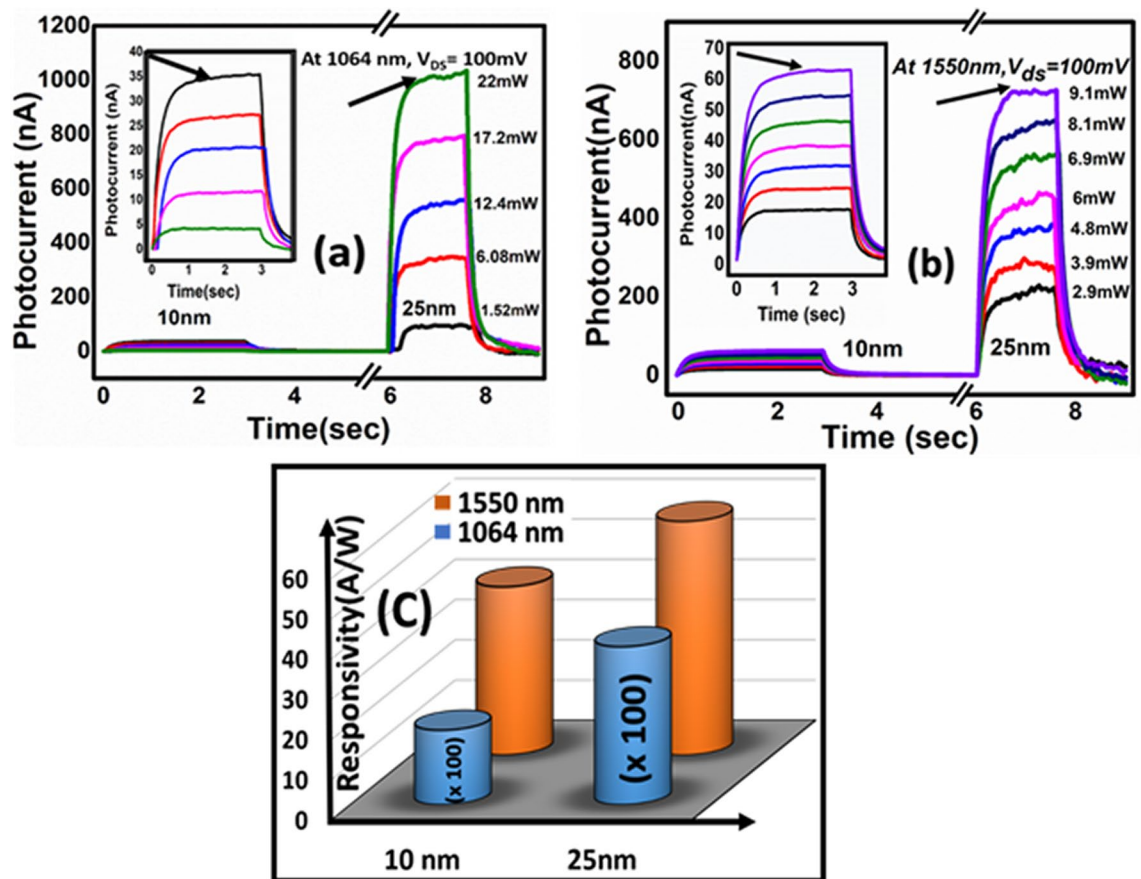 1200
1000
800
600
400
200
0
Photocurrent (nA)
40
35
30
25
20
15
10
5
0
Photocurrrent (nA)
0 1 2 3
Time(sec)
At 1064 nm, VDS= 100mV
22mW
17.2mW
12.4mW
6.08mW
1.52mW
(a)
10nm
25nm
0 2 4 6 8
Time(sec)
800
600
400
200
0
Photocurrent(nA)
70
60
50
40
30
20
10
0
Photocurrent (nA)
0 1 2 3
Time (sec)
At 1550nm,Vds=100mV
9.1mW
8.1mW
6.9mW
6mW
4.8mW
3.9mW
2.9mW
(b)
10nm
25nm
0 2 4 6 8
Time (sec)
1550 nm
1064 nm
(C)
Responsivity(A/W)
60
50
40
30
20
10
0
(x 100)
(x 100)
10 nm 25nm